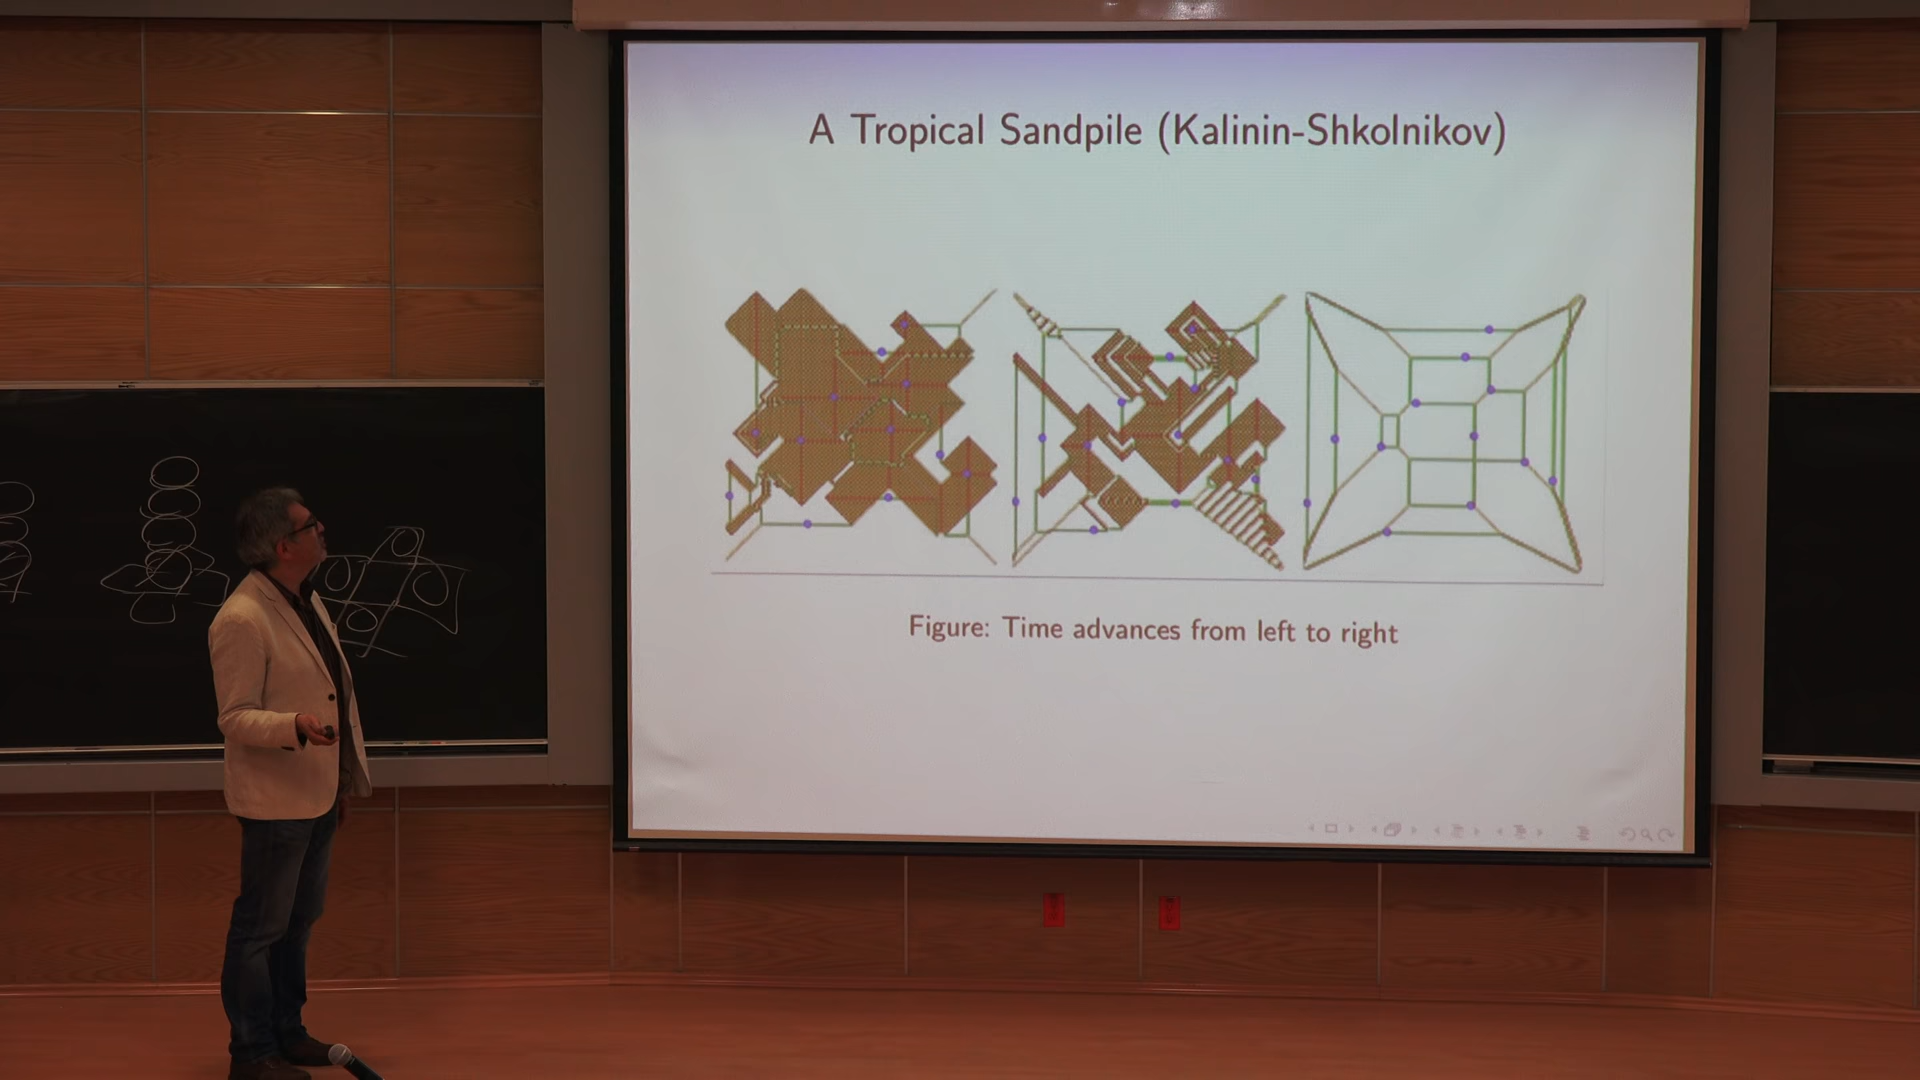 A Tropical Sandpile (Kalinin-Shkolnikov)
Figure: Time advances from left to right